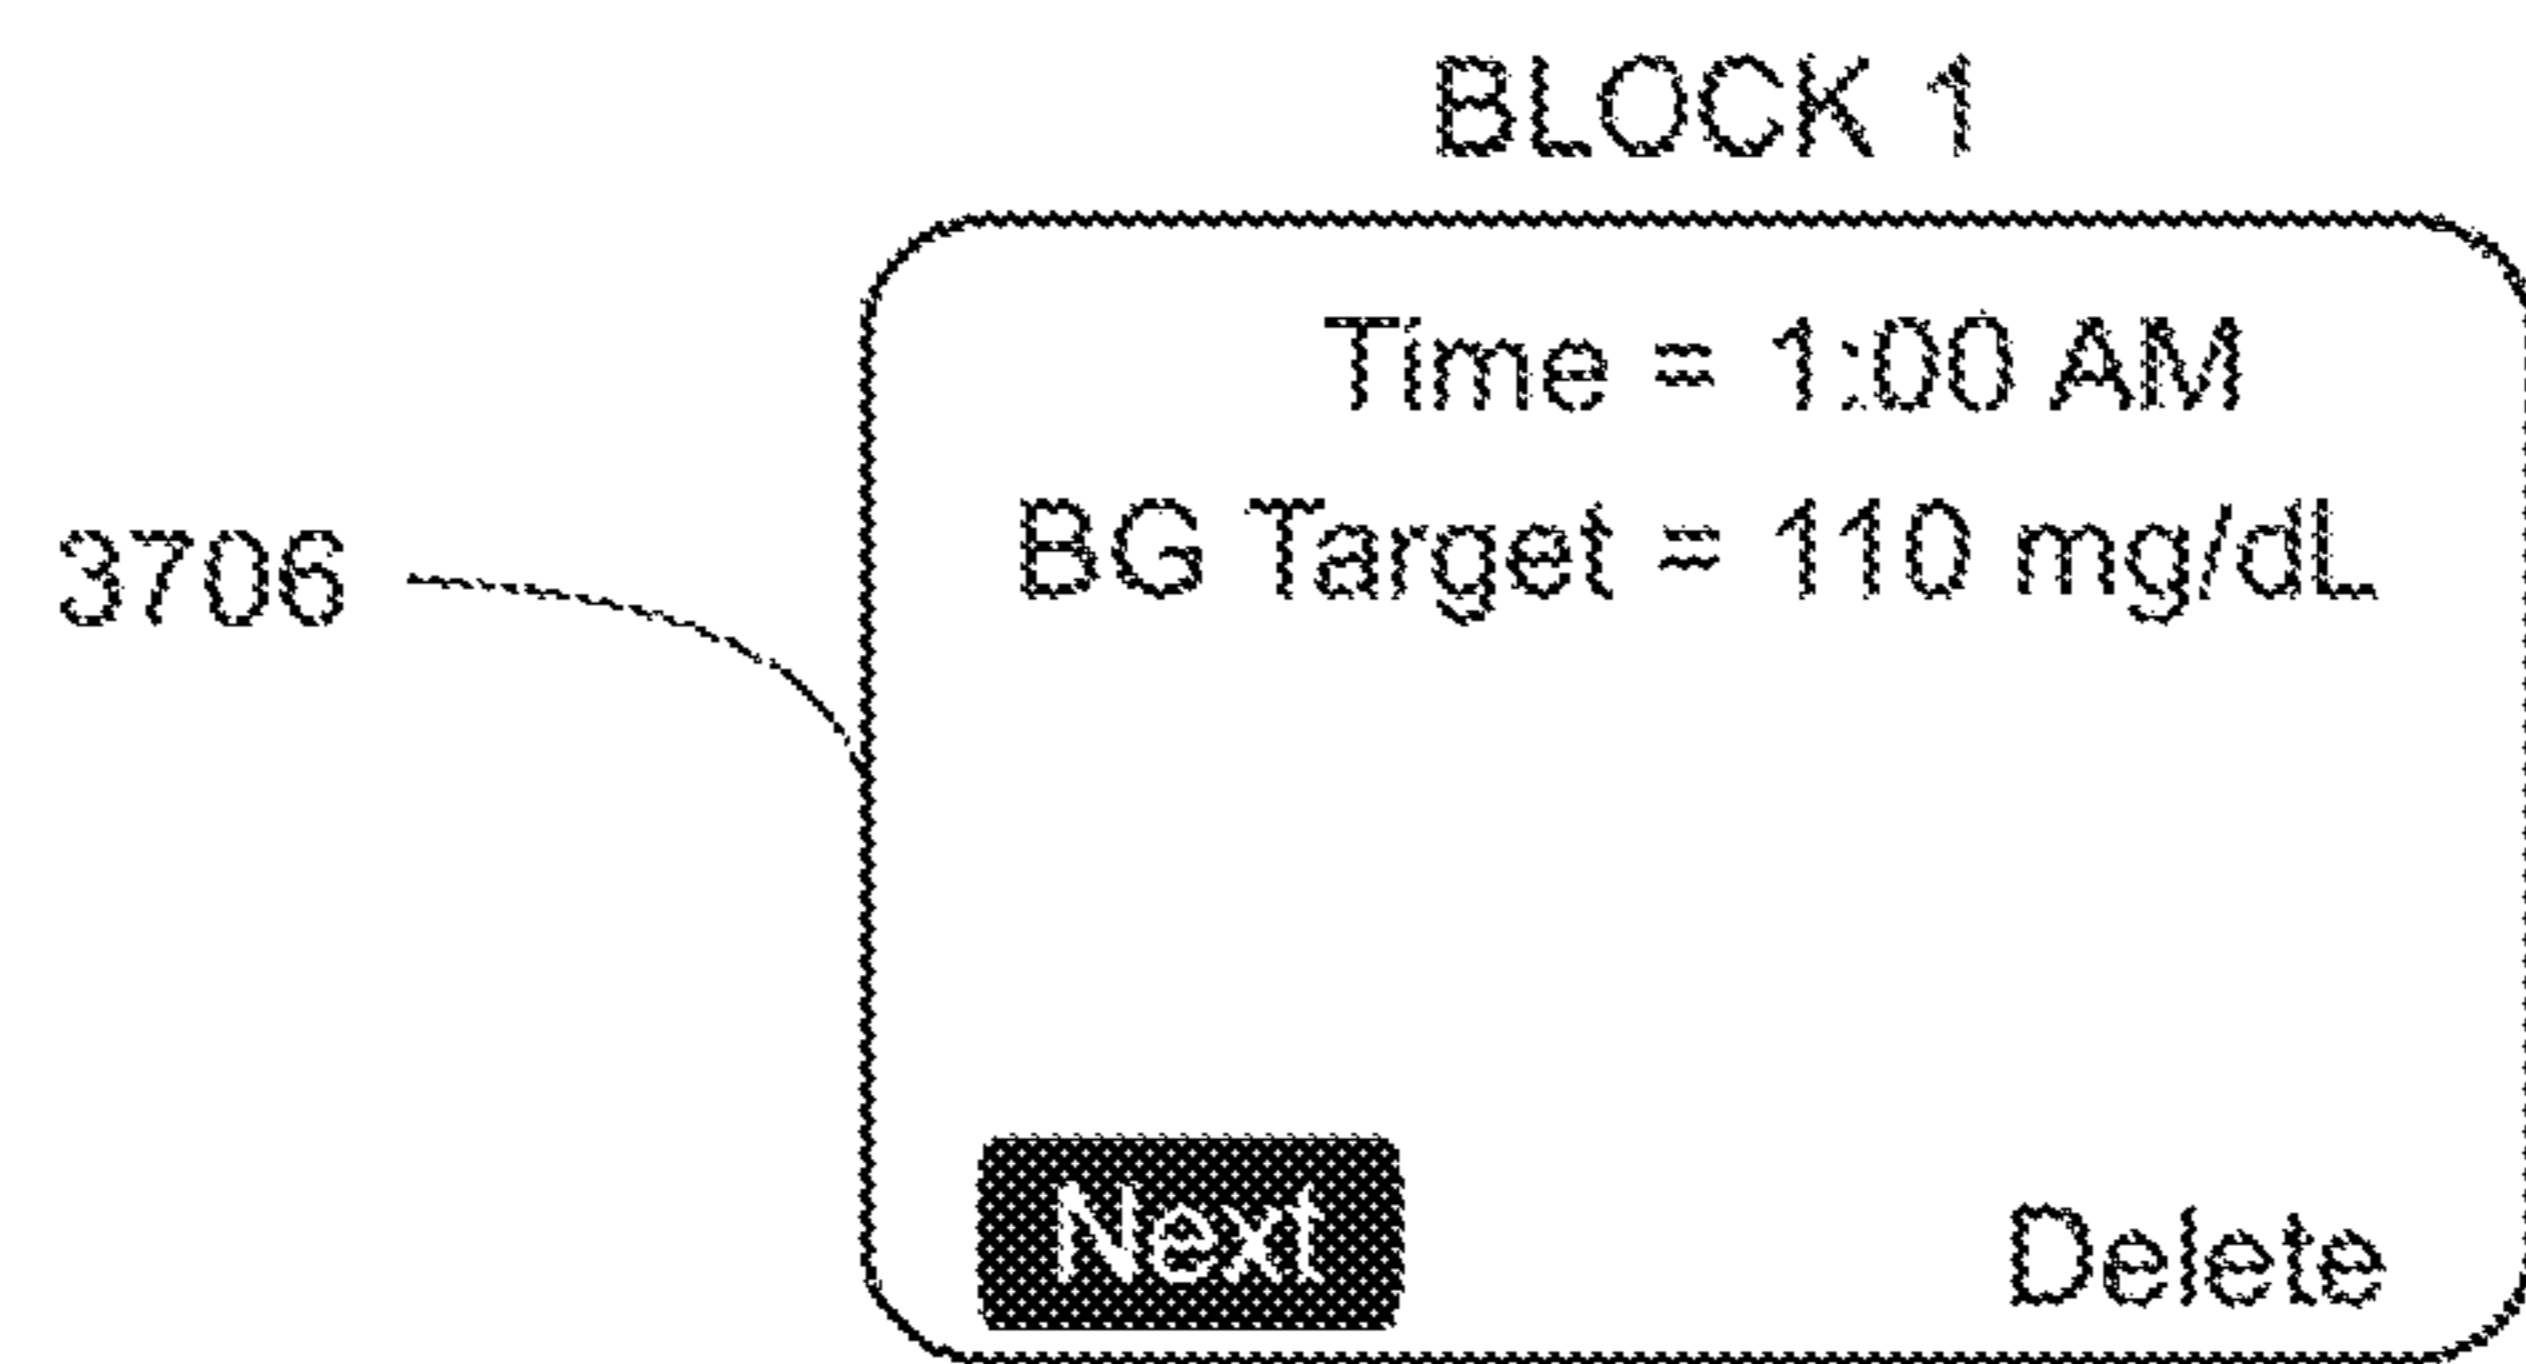 BLOCK 1
Time = 1:00 AM
BG Target = 110 mg/dL
3706
Next
Delete